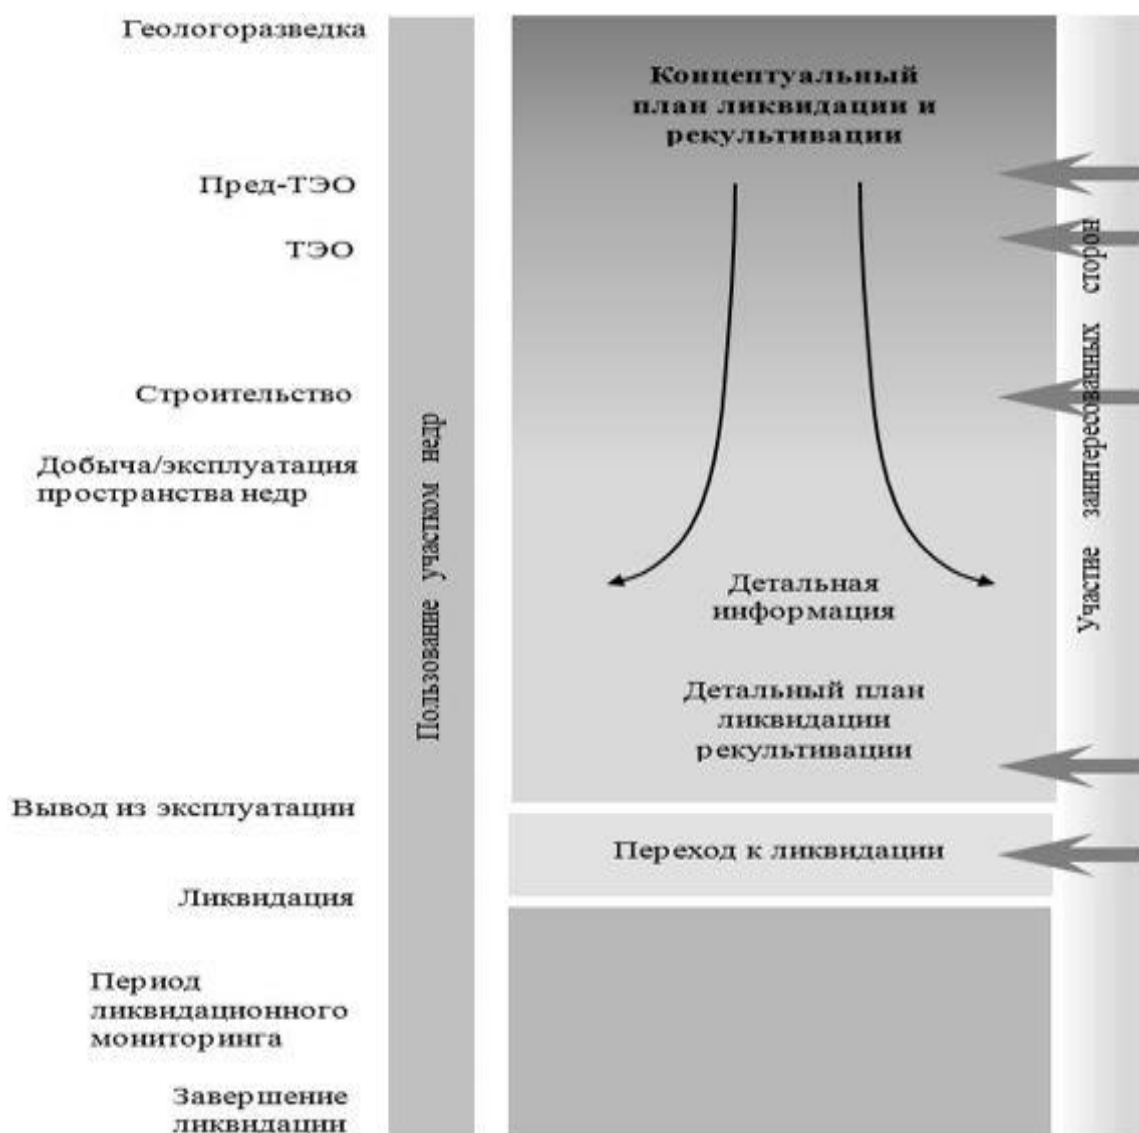 Геологоразведка
Пред-ТЭО
ТЭО
Строительство
Добыча/эксплуатация
пространства недр
Вывод из эксплуатации
Ликвидация
Период
ликвидационного
мониторинга
Завершение
ликвидации
Пользование участком недр
Концептуальный
план ликвидации и
рекультивации
Детальная
информация
Детальный план
ликвидации
рекультивации
Переход к ликвидации
Участие заинтересованных сторон